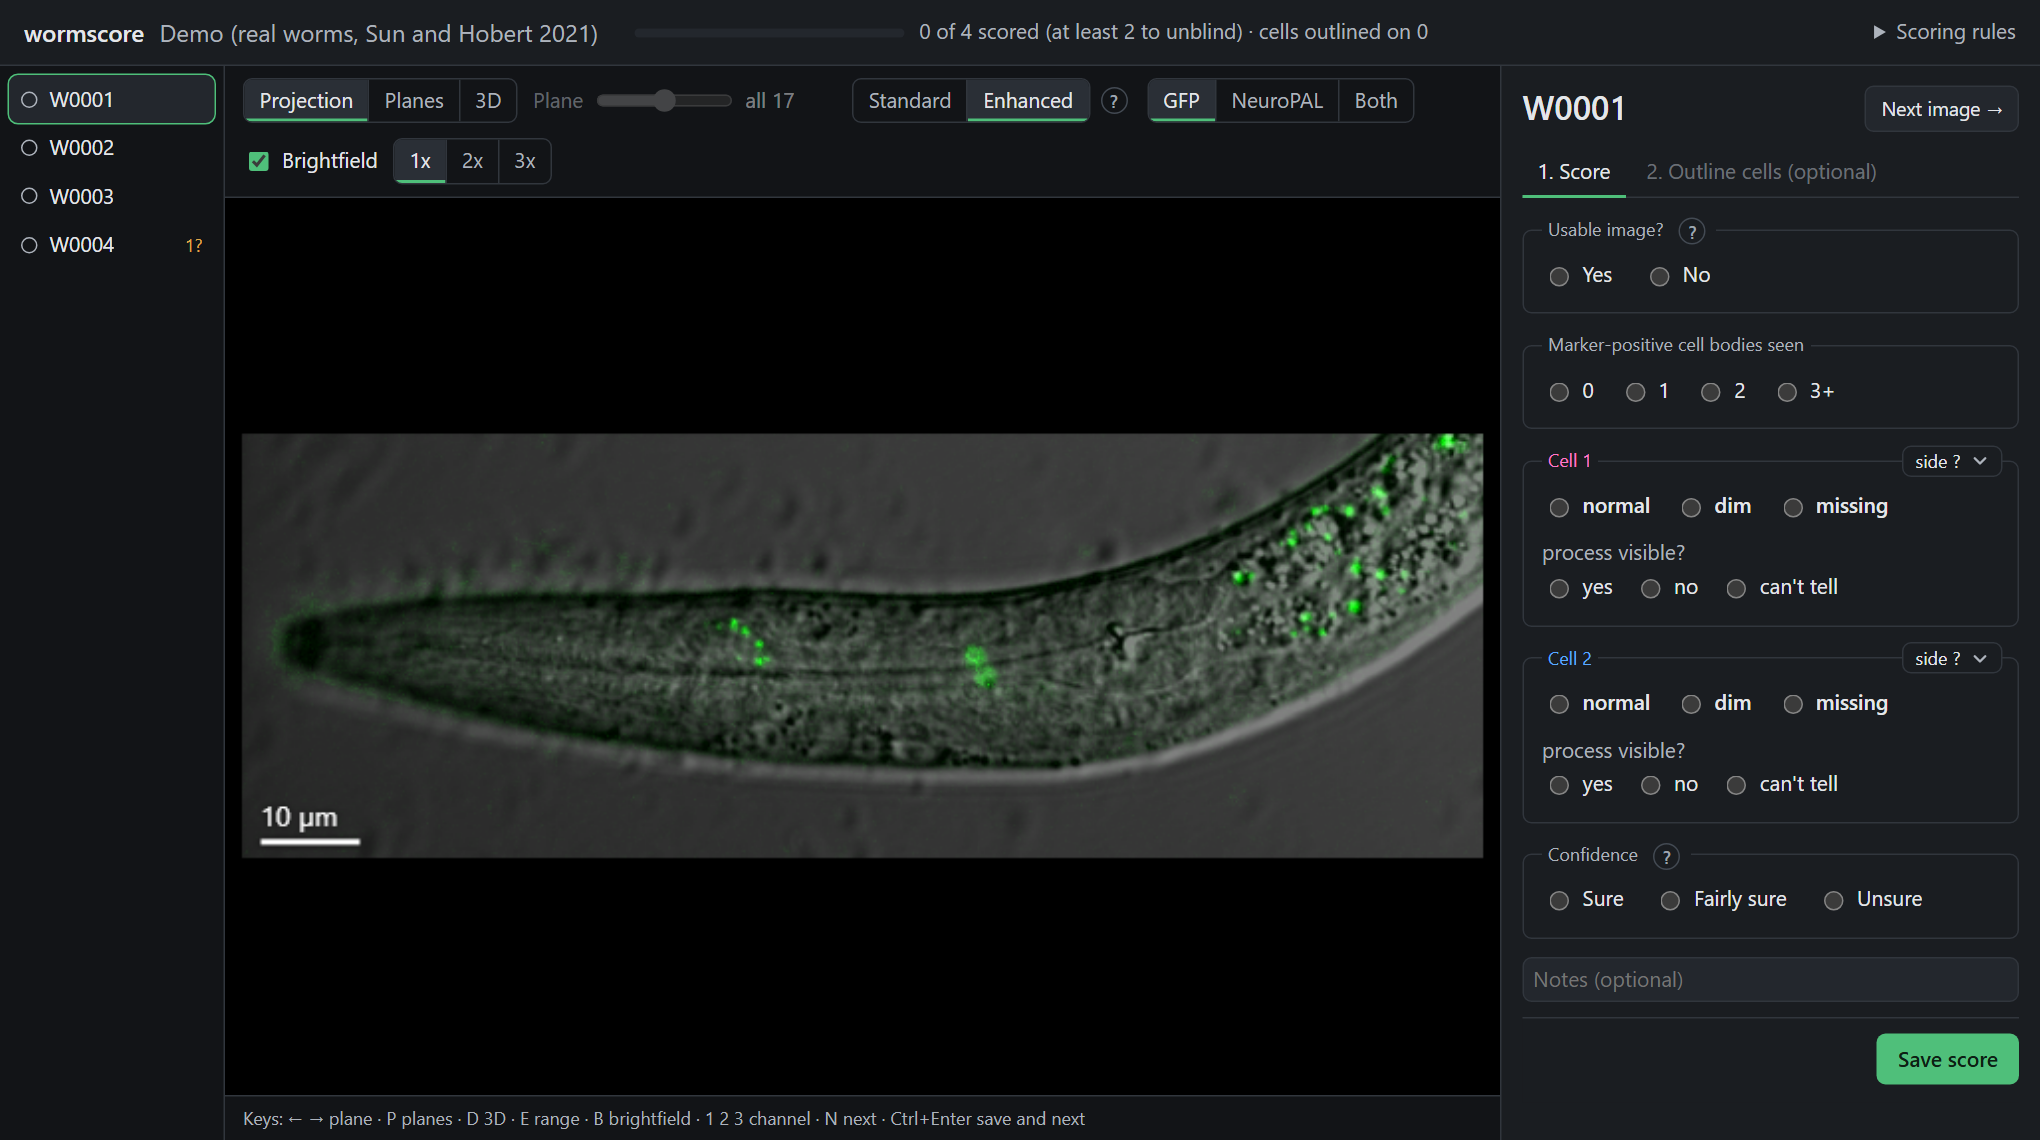 wormscore Demo (real worms, Sun and Hobert 2021) 0 of 4 scored (at least 2 to unblind) · cells outlined on 0 ▶ Scoring rules
W0001
W0002
W0003
W0004 1?
Projection Planes 3D Plane all 17 Standard Enhanced ? GFP NeuroPAL Both
Brightfield 1x 2x 3x
10 µm
Keys: ← → plane · P planes · D 3D · E range · B brightfield · 1 2 3 channel · N next · Ctrl+Enter save and next
W0001 Next image →
1. Score 2. Outline cells (optional)
Usable image? ?
Yes No
Marker-positive cell bodies seen
0 1 2 3+
Cell 1 side ?
normal dim missing
process visible?
yes no can't tell
Cell 2 side ?
normal dim missing
process visible?
yes no can't tell
Confidence ?
Sure Fairly sure Unsure
Notes (optional)
Save score